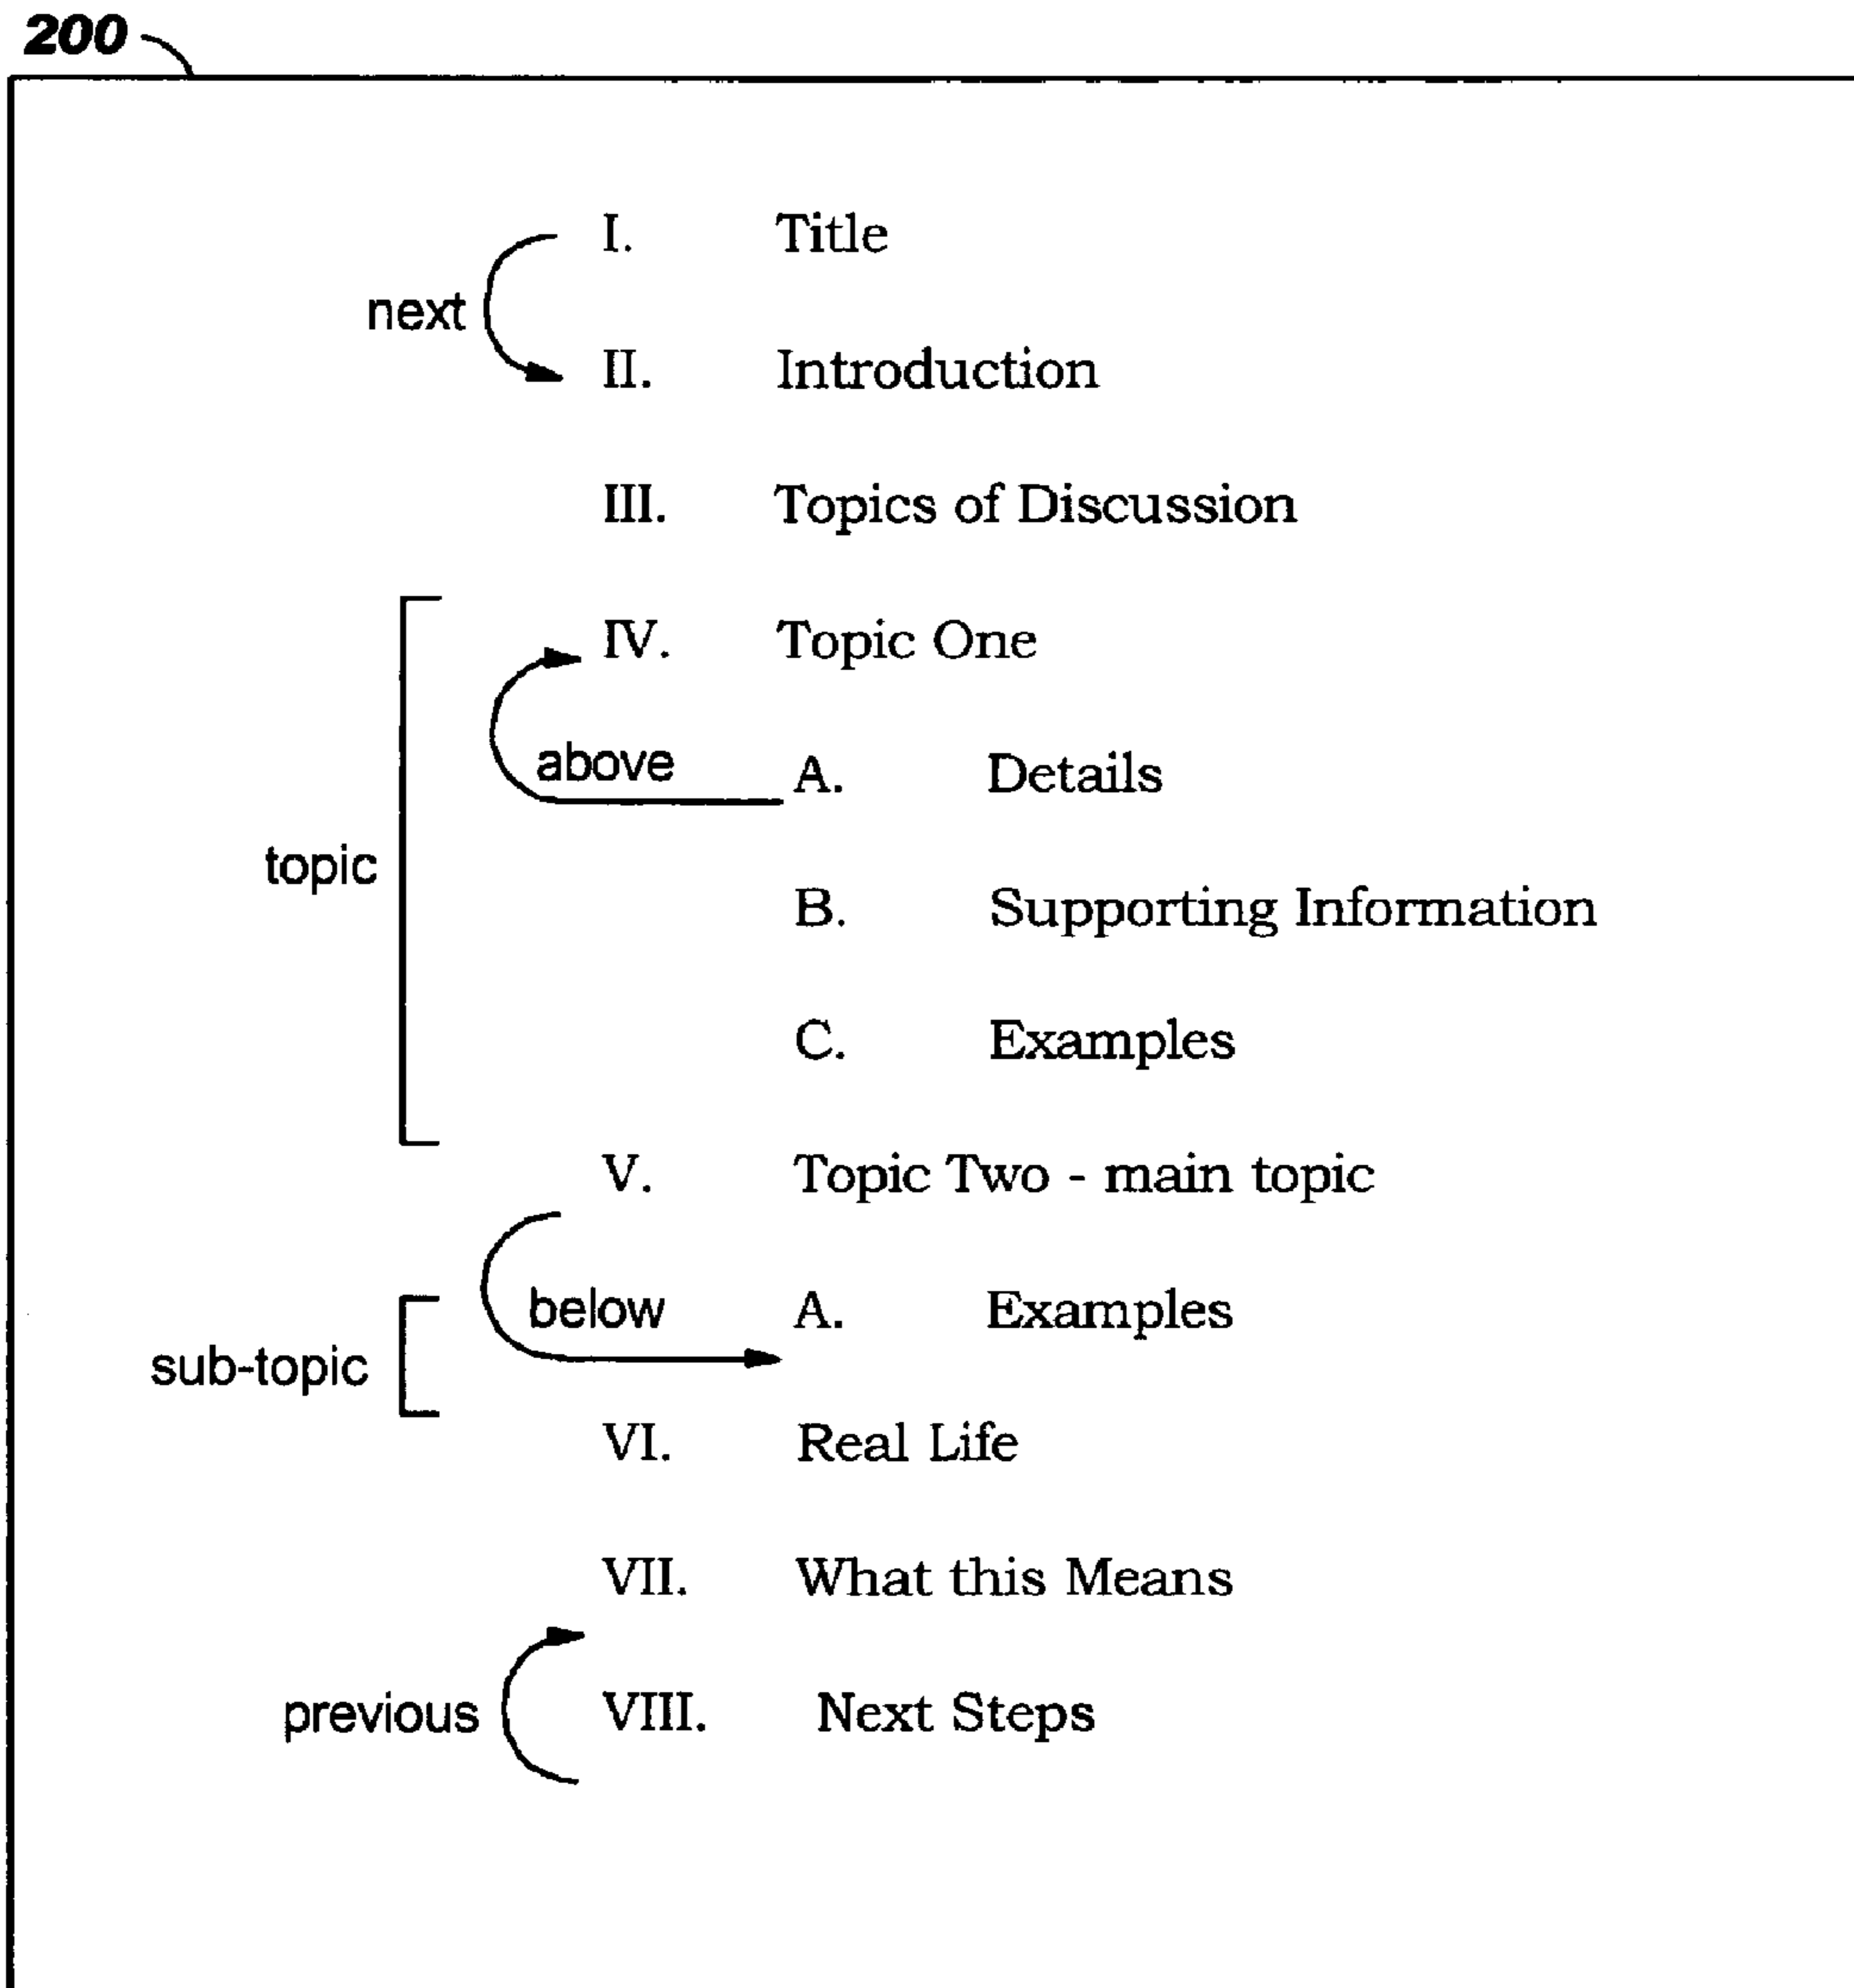 200
I. Title
next
II. Introduction
III. Topics of Discussion
IV. Topic One
above A. Details
topic
B. Supporting Information
C. Examples
V. Topic Two - main topic
below A. Examples
sub-topic
VI. Real Life
VII. What this Means
previous VIII. Next Steps